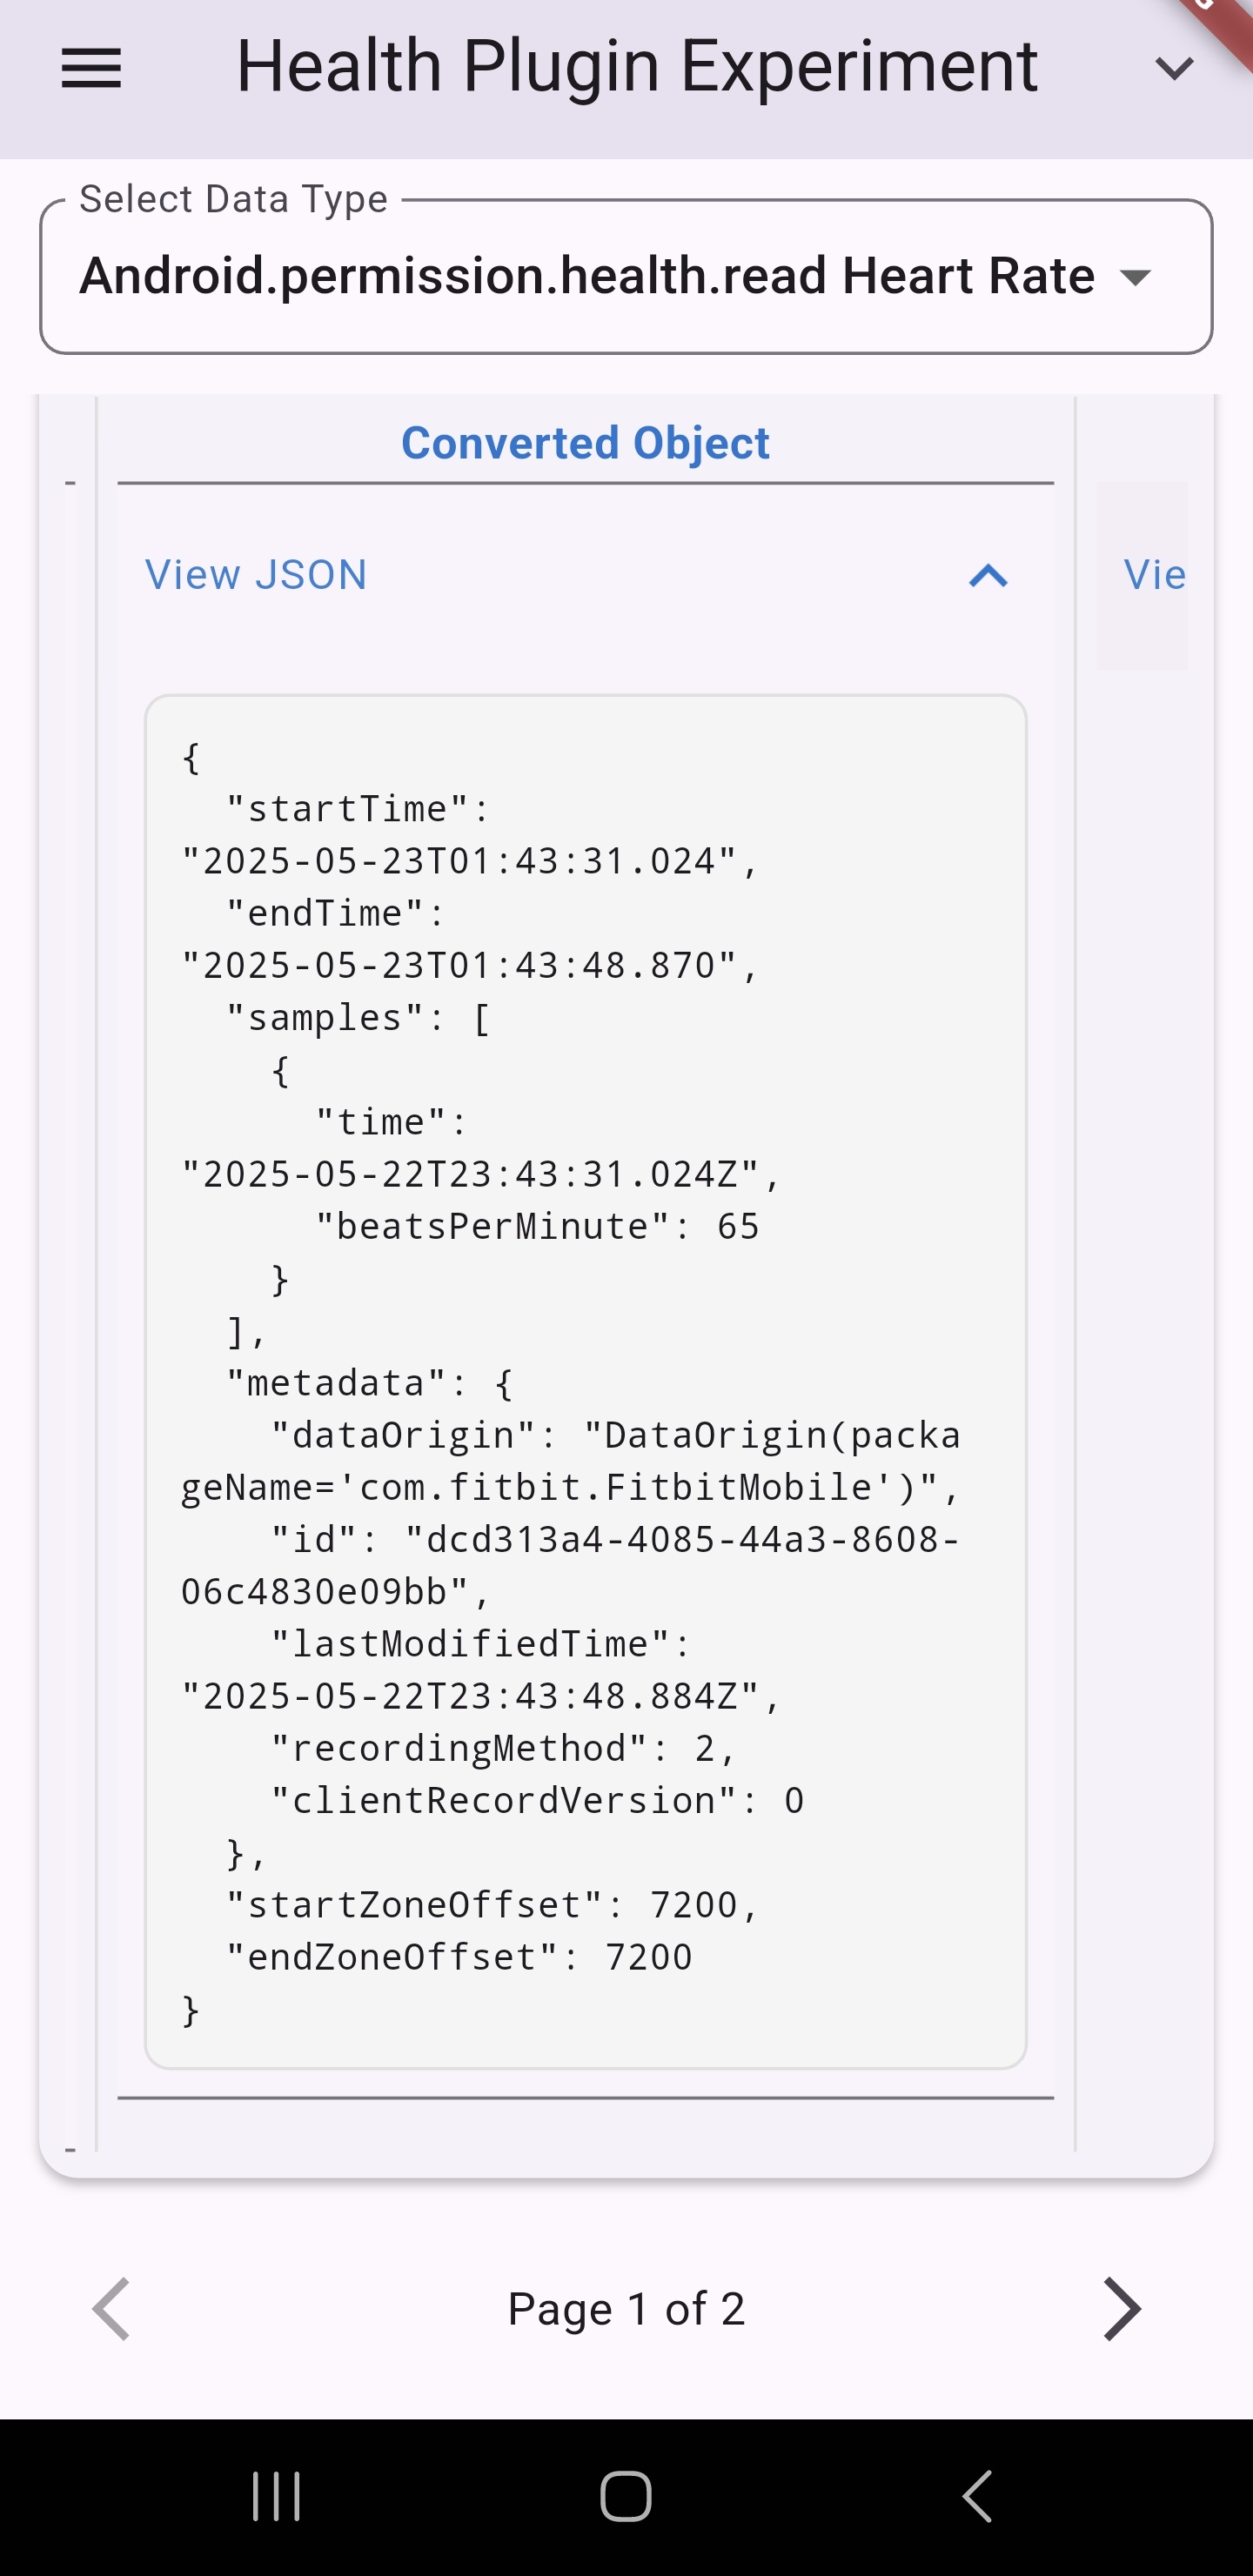 Health Plugin Experiment
Select Data Type
Android.permission.health.read Heart Rate
Converted Object
View JSON
Vie
{
  "startTime":
"2025-05-23T01:43:31.024",
  "endTime":
"2025-05-23T01:43:48.870",
  "samples": [
    {
      "time":
"2025-05-22T23:43:31.024Z",
      "beatsPerMinute": 65
    }
  ],
  "metadata": {
    "dataOrigin": "DataOrigin(packa
geName='com.fitbit.FitbitMobile')",
    "id": "dcd313a4-4085-44a3-8608-
06c4830e09bb",
    "lastModifiedTime":
"2025-05-22T23:43:48.884Z",
    "recordingMethod": 2,
    "clientRecordVersion": 0
  },
  "startZoneOffset": 7200,
  "endZoneOffset": 7200
}
Page 1 of 2